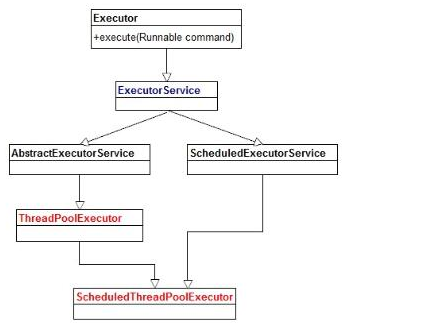 Executor
+execute(Runnable command)
ExecutorService
AbstractExecutorService
ScheduledExecutorService
ThreadPoolExecutor
ScheduledThreadPoolExecutor